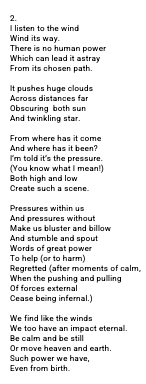 2.
I listen to the wind
Wind its way.
There is no human power
Which can lead it astray
From its chosen path.

It pushes huge clouds
Across distances far
Obscuring both sun
And twinkling star.

From where has it come
And where has it been?
I'm told it's the pressure.
(You know what I mean!)
Both high and low
Create such a scene.

Pressures within us
And pressures without
Make us bluster and billow
And stumble and spout
Words of great power
To help (or to harm)
Regretted (after moments of calm,
When the pushing and pulling
Of forces external
Cease being infernal.)

We find like the winds
We too have an impact eternal.
Be calm and be still
Or move heaven and earth.
Such power we have,
Even from birth.